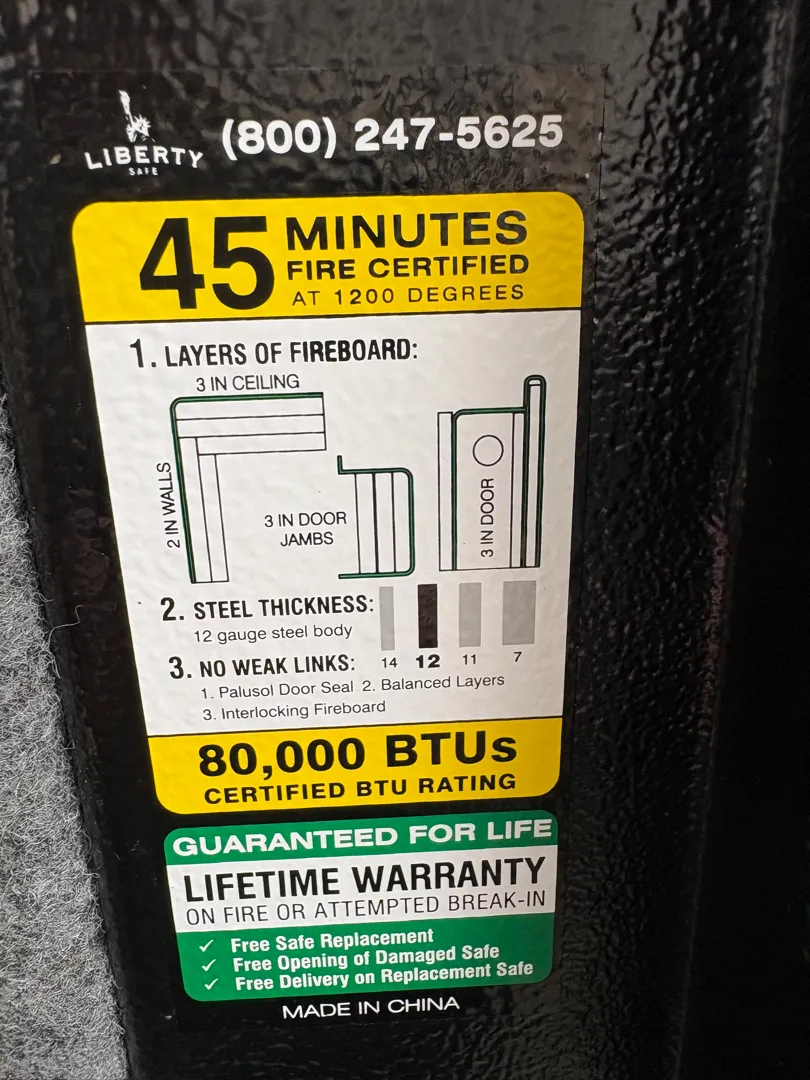 LIBERTY
SAFE
(800) 247-5625
45 MINUTES
FIRE CERTIFIED
AT 1200 DEGREES
1. LAYERS OF FIREBOARD:
3 IN CEILING
2 IN WALLS
3 IN DOOR
JAMBS
3 IN DOOR
2. STEEL THICKNESS:
12 gauge steel body
14 12 11 7
3. NO WEAK LINKS:
1. Palusol Door Seal 2. Balanced Layers
3. Interlocking Fireboard
80,000 BTUs
CERTIFIED BTU RATING
GUARANTEED FOR LIFE
LIFETIME WARRANTY
ON FIRE OR ATTEMPTED BREAK-IN
✓ Free Safe Replacement
✓ Free Opening of Damaged Safe
✓ Free Delivery on Replacement Safe
MADE IN CHINA